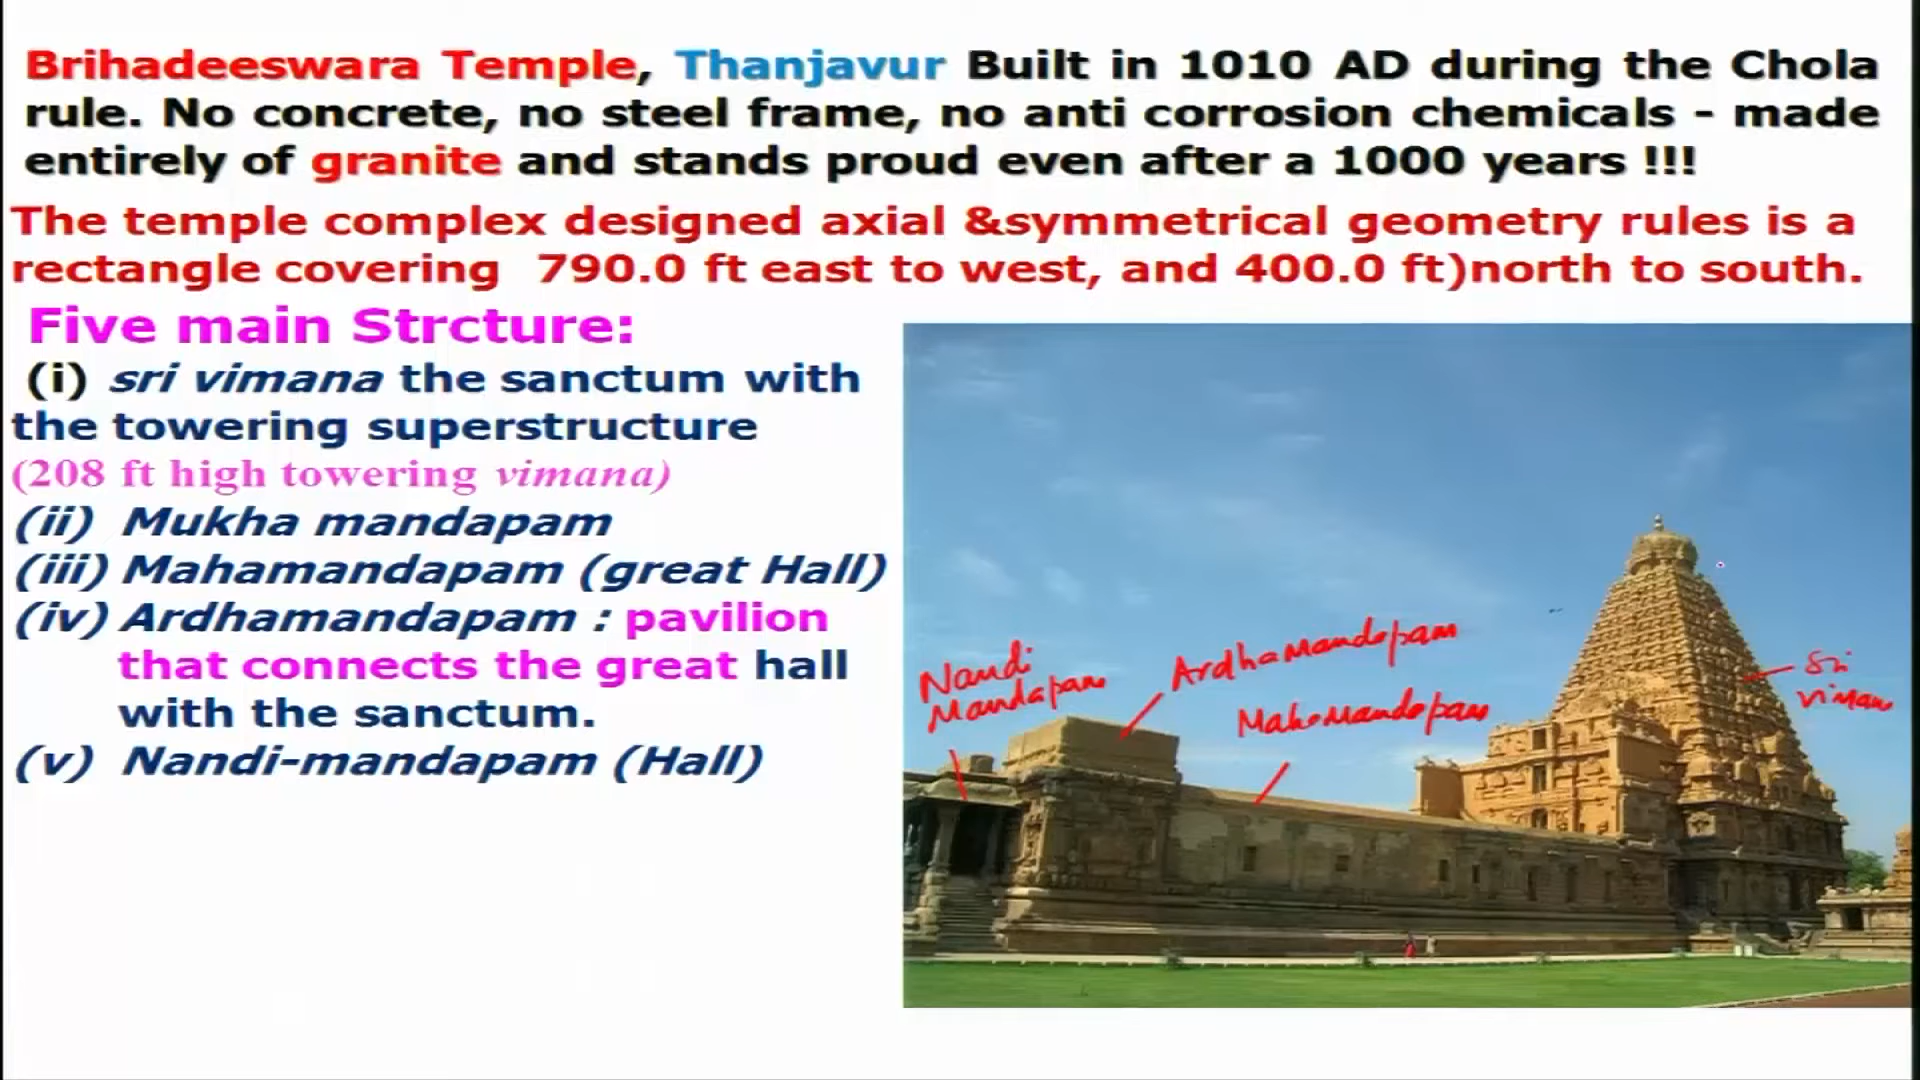 Brihadeeswara Temple, Thanjavur Built in 1010 AD during the Chola
rule. No concrete, no steel frame, no anti corrosion chemicals - made
entirely of granite and stands proud even after a 1000 years !!!
The temple complex designed axial &symmetrical geometry rules is a
rectangle covering 790.0 ft east to west, and 400.0 ft)north to south.
Five main Strcture:
(i) sri vimana the sanctum with
the towering superstructure
(208 ft high towering vimana)
(ii) Mukha mandapam
(iii) Mahamandapam (great Hall)
(iv) Ardhamandapam : pavilion
that connects the great hall
with the sanctum.
(v) Nandi-mandapam (Hall)
Nandi
Mandapam
Ardhamandapam
Mahamandapam
Sri
Vimana